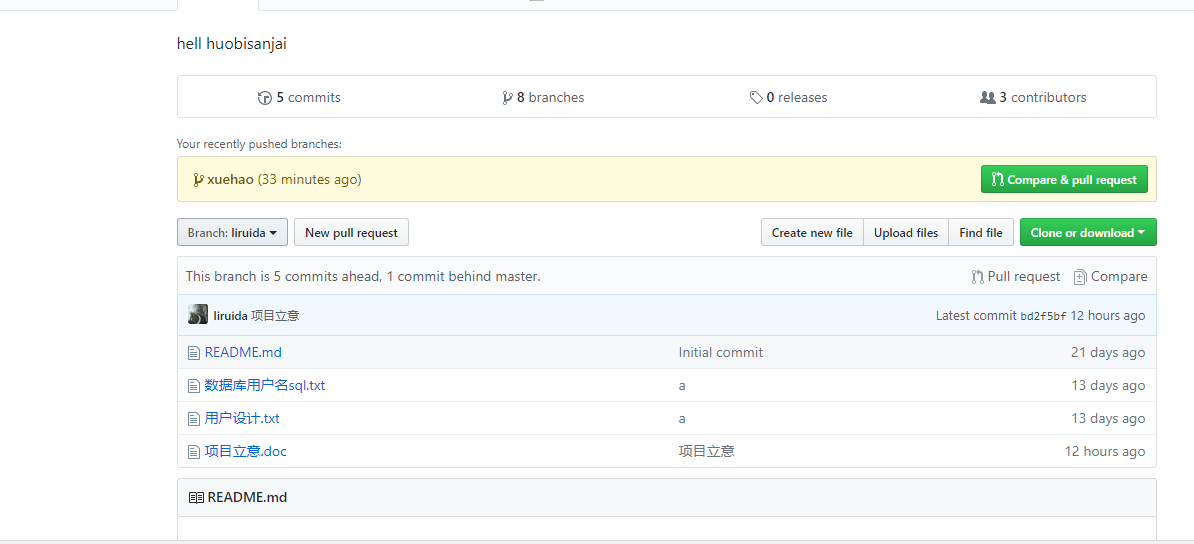 hell huobisanjai
5 commits 8 branches 0 releases 3 contributors
Your recently pushed branches:
xuehao (33 minutes ago) Compare & pull request
Branch: liruida New pull request Create new file Upload files Find file Clone or download
This branch is 5 commits ahead, 1 commit behind master. Pull request Compare
liruida 项目立意 Latest commit bd2f5bf 12 hours ago
README.md Initial commit 21 days ago
数据库用户名sql.txt a 13 days ago
用户设计.txt a 13 days ago
项目立意.doc 项目立意 12 hours ago
README.md